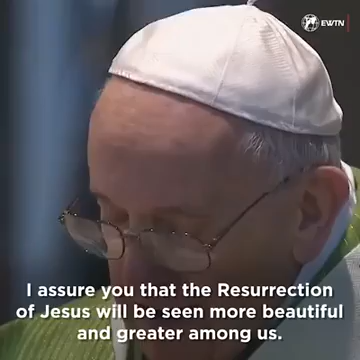 EWTN
I assure you that the Resurrection
of Jesus will be seen more beautiful
and greater among us.